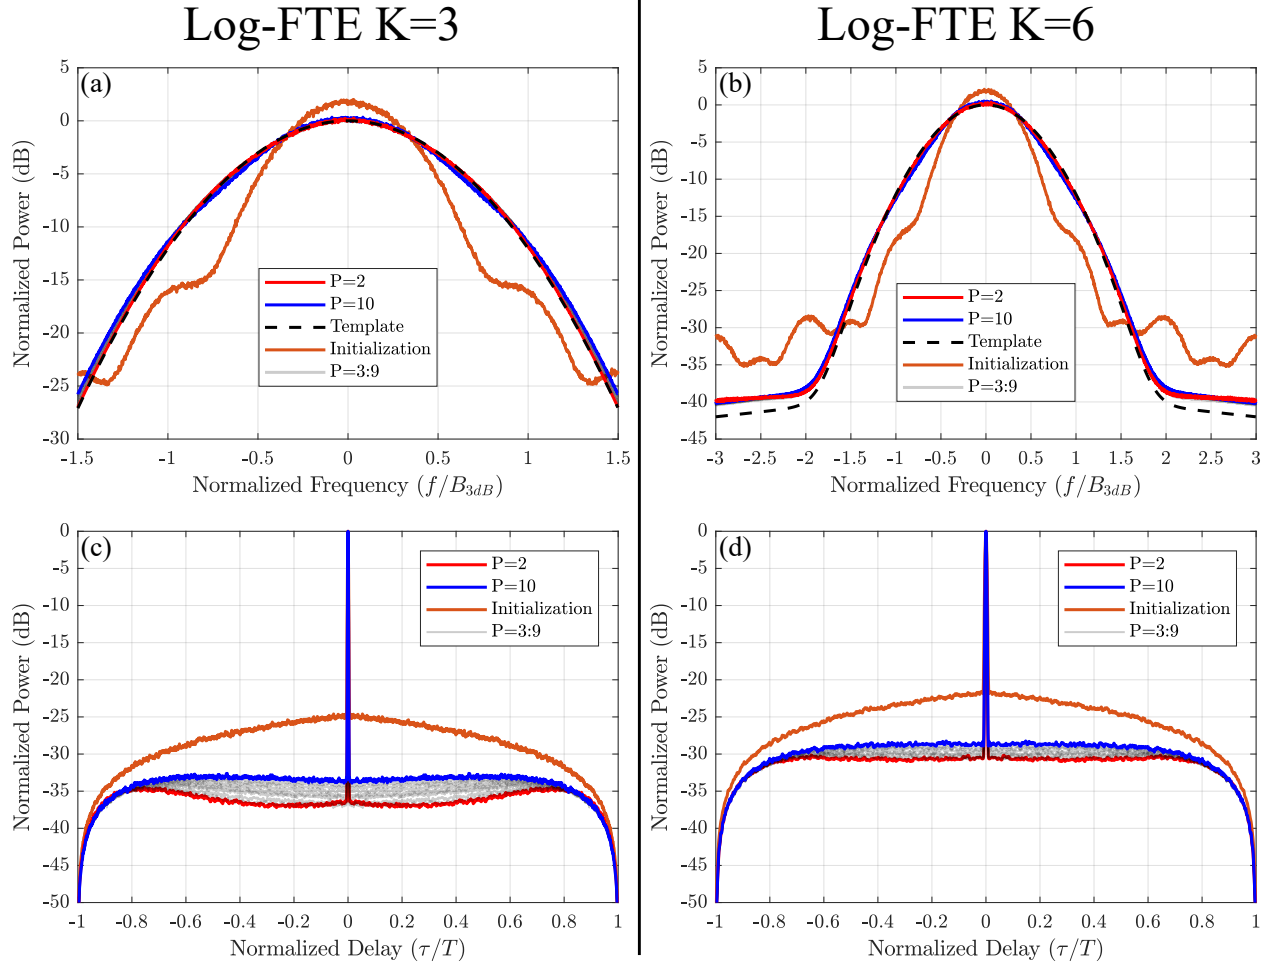 Log-FTE K=3
Log-FTE K=6
(a)
5
0
-5
-10
-15
-20
-25
-30
Normalized Power (dB)
P=2
P=10
Template
Initialization
P=3:9
-1.5 -1 -0.5 0 0.5 1 1.5
Normalized Frequency (f/B3dB)
(b)
5
0
-5
-10
-15
-20
-25
-30
-35
-40
-45
Normalized Power (dB)
P=2
P=10
Template
Initialization
P=3:9
-3 -2.5 -2 -1.5 -1 -0.5 0 0.5 1 1.5 2 2.5 3
Normalized Frequency (f/B3dB)
(c)
0
-5
-10
-15
-20
-25
-30
-35
-40
-45
-50
Normalized Power (dB)
P=2
P=10
Initialization
P=3:9
-1 -0.8 -0.6 -0.4 -0.2 0 0.2 0.4 0.6 0.8 1
Normalized Delay (τ/T)
(d)
0
-5
-10
-15
-20
-25
-30
-35
-40
-45
-50
Normalized Power (dB)
P=2
P=10
Initialization
P=3:9
-1 -0.8 -0.6 -0.4 -0.2 0 0.2 0.4 0.6 0.8 1
Normalized Delay (τ/T)